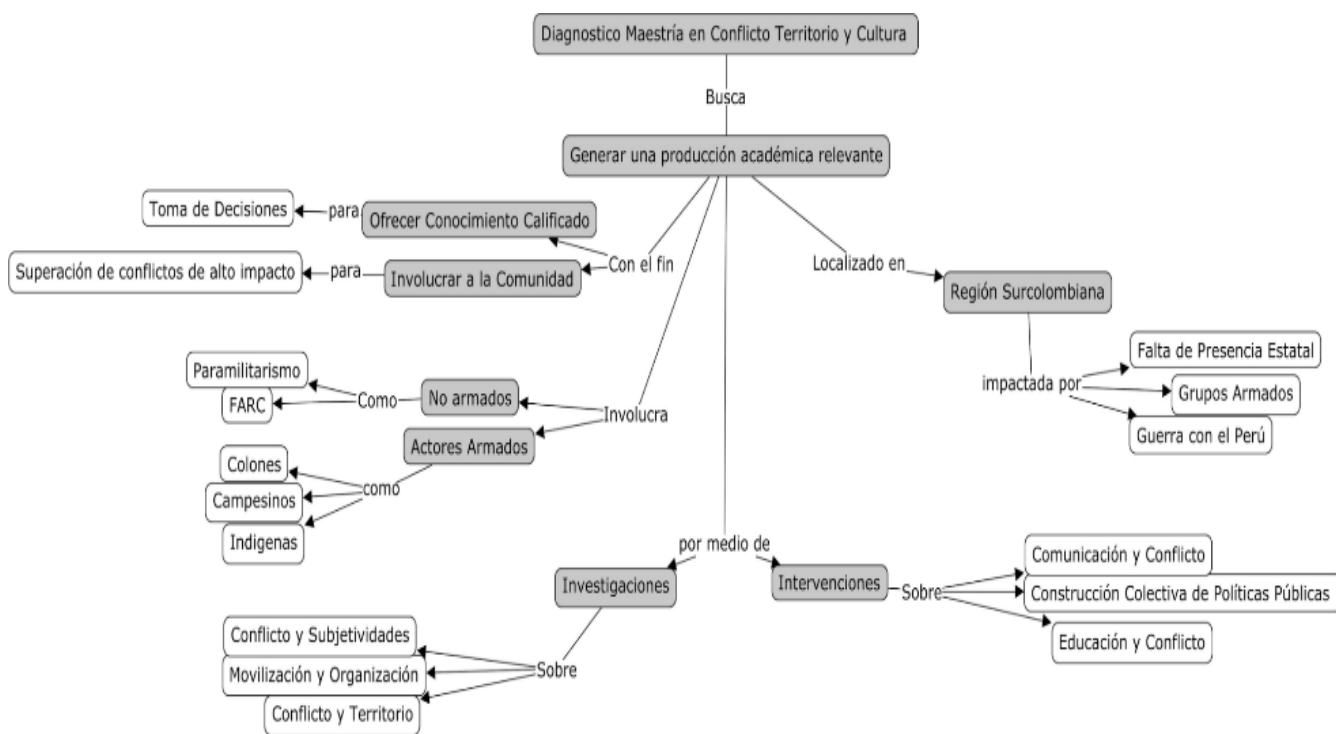 Diagnostico Maestría en Conflicto Territorio y Cultura
Busca
Generar una producción académica relevante
Toma de Decisiones
para
Ofrecer Conocimiento Calificado
Con el fin
Superación de conflictos de alto impacto
para
Involucrar a la Comunidad
Localizado en
Región Surcolombiana
impactada por
Falta de Presencia Estatal
Grupos Armados
Guerra con el Perú
Paramilitarismo
FARC
Como
No armados
Involucra
Actores Armados
Colones
Campesinos
Indigenas
como
por medio de
Investigaciones
Intervenciones
Sobre
Comunicación y Conflicto
Construcción Colectiva de Políticas Públicas
Educación y Conflicto
Conflicto y Subjetividades
Movilización y Organización
Conflicto y Territorio
Sobre